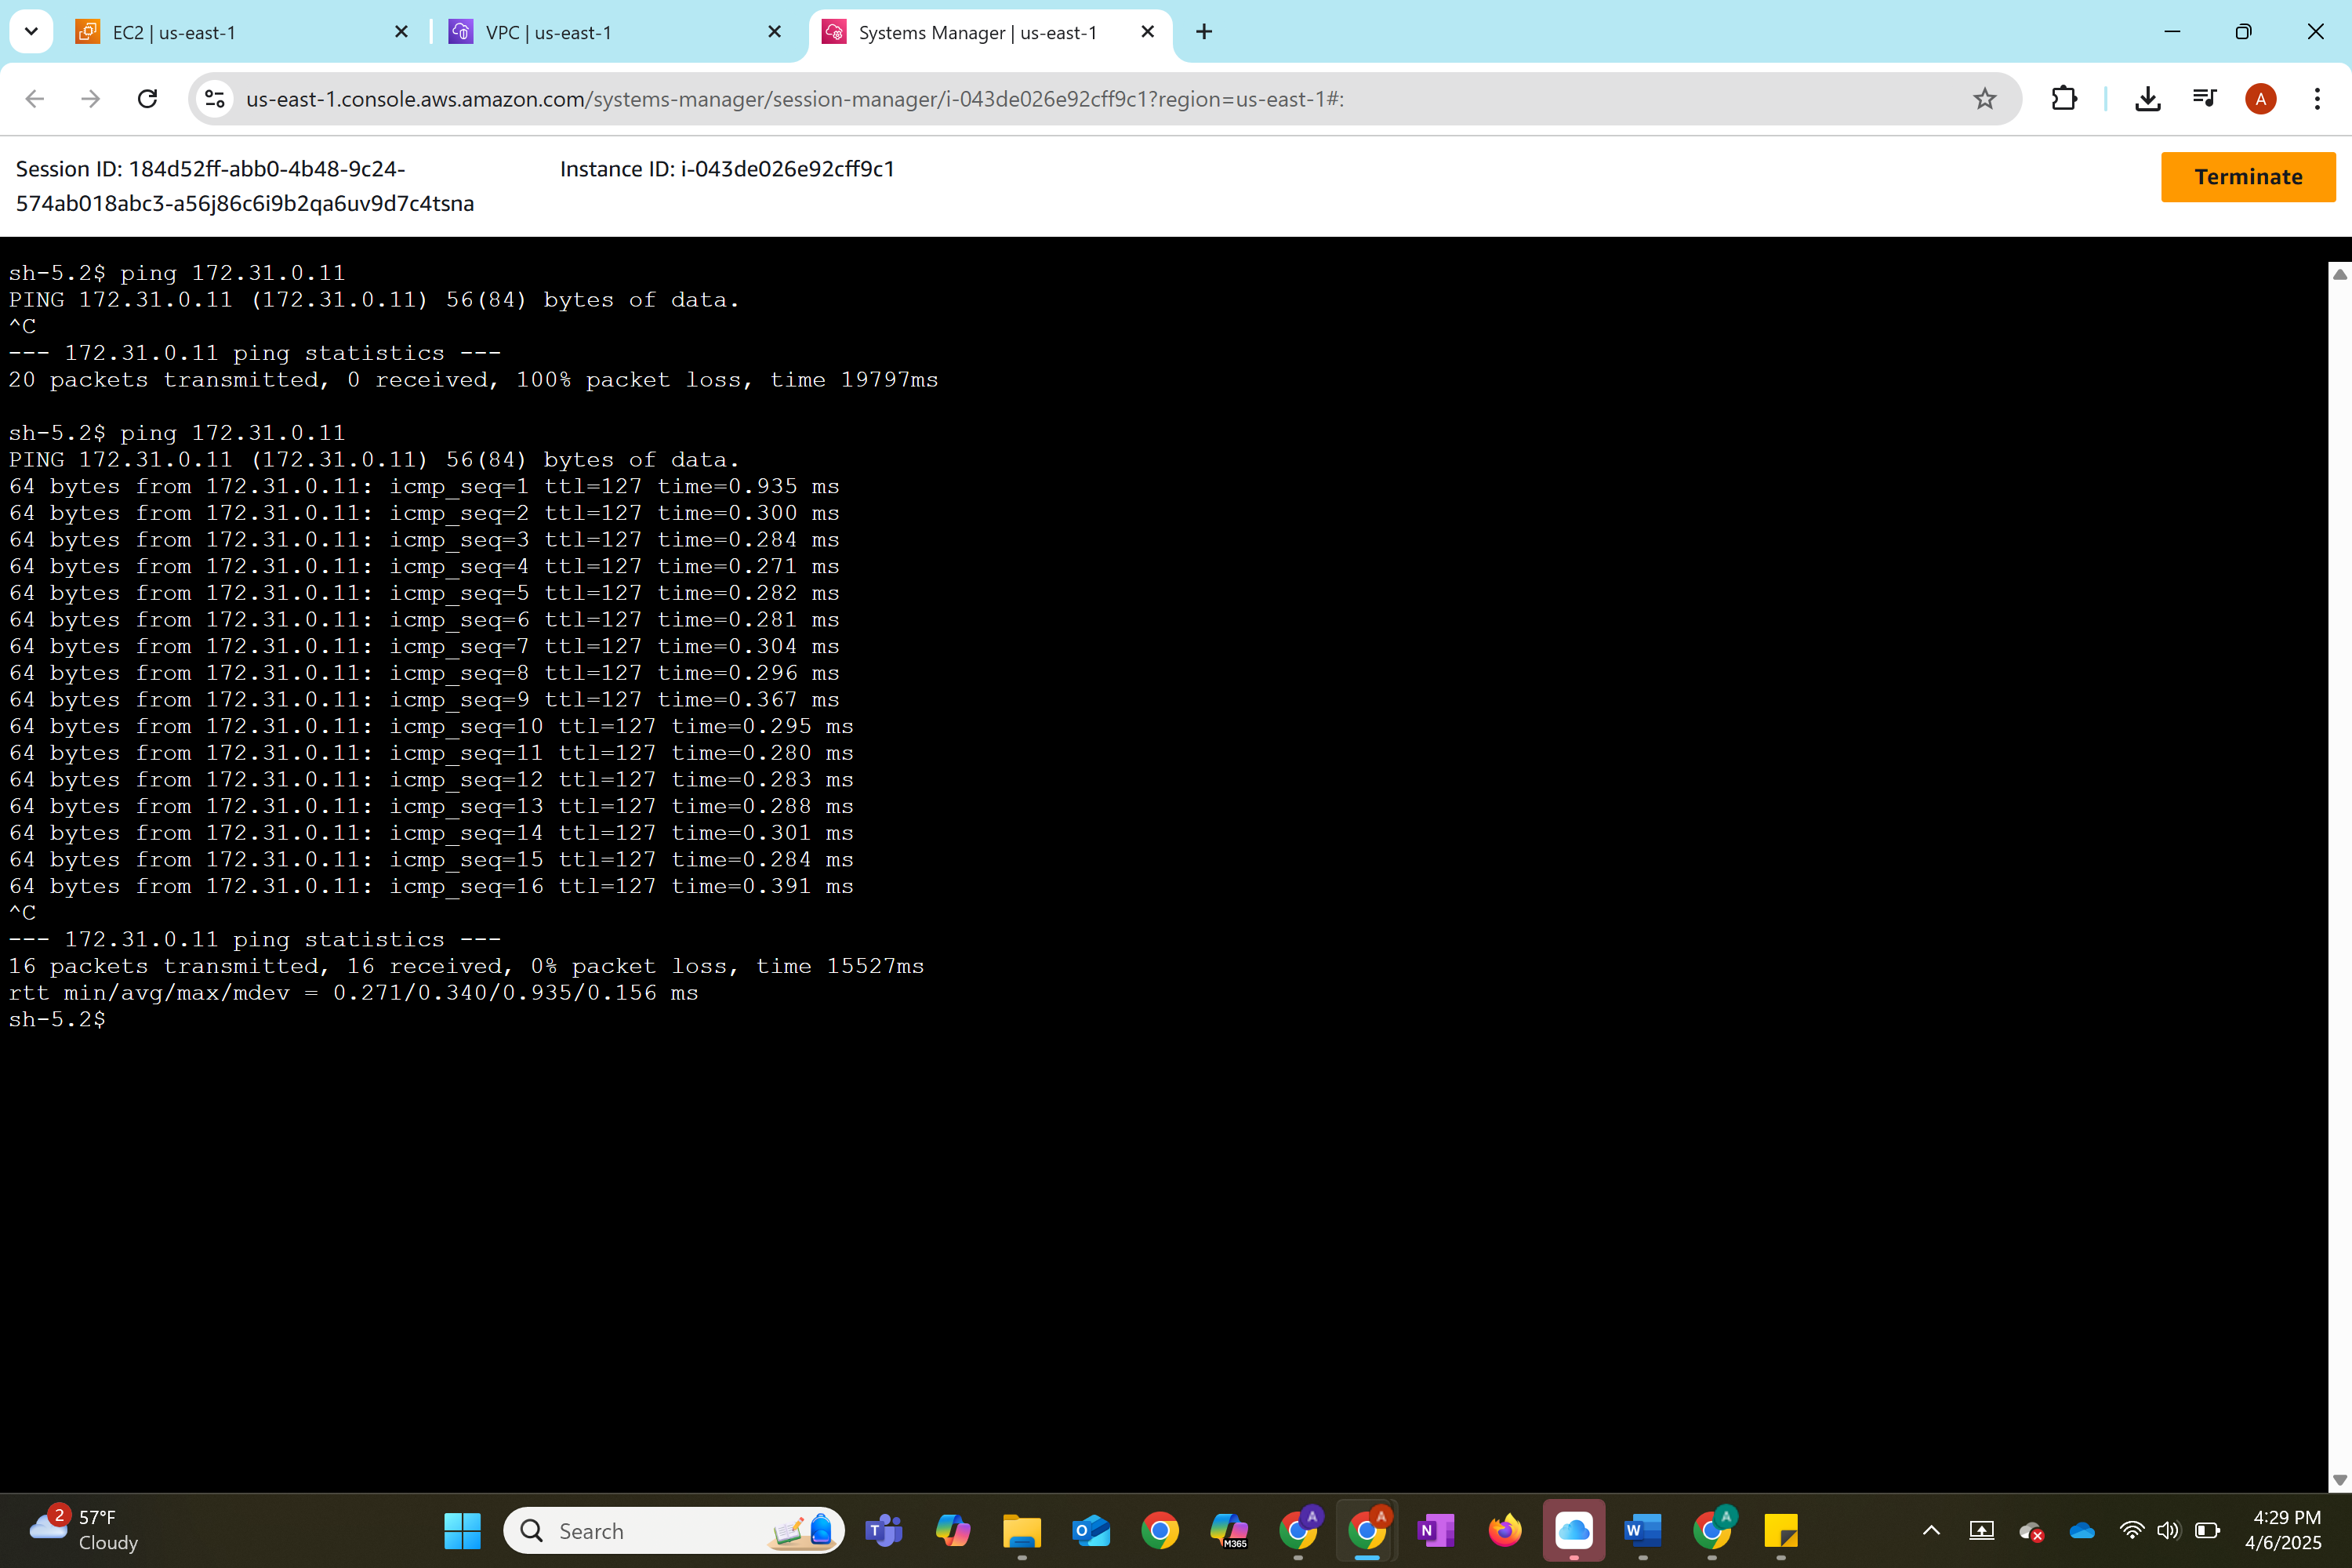 EC2 | us-east-1
VPC | us-east-1
Systems Manager | us-east-1
us-east-1.console.aws.amazon.com/systems-manager/session-manager/i-043de026e92cff9c1?region=us-east-1#:
A
Session ID: 184d52ff-abb0-4b48-9c24-
574ab018abc3-a56j86c6i9b2qa6uv9d7c4tsna
Instance ID: i-043de026e92cff9c1
Terminate
sh-5.2$ ping 172.31.0.11
PING 172.31.0.11 (172.31.0.11) 56(84) bytes of data.
^C
--- 172.31.0.11 ping statistics ---
20 packets transmitted, 0 received, 100% packet loss, time 19797ms
sh-5.2$ ping 172.31.0.11
PING 172.31.0.11 (172.31.0.11) 56(84) bytes of data.
64 bytes from 172.31.0.11: icmp_seq=1 ttl=127 time=0.935 ms
64 bytes from 172.31.0.11: icmp_seq=2 ttl=127 time=0.300 ms
64 bytes from 172.31.0.11: icmp_seq=3 ttl=127 time=0.284 ms
64 bytes from 172.31.0.11: icmp_seq=4 ttl=127 time=0.271 ms
64 bytes from 172.31.0.11: icmp_seq=5 ttl=127 time=0.282 ms
64 bytes from 172.31.0.11: icmp_seq=6 ttl=127 time=0.281 ms
64 bytes from 172.31.0.11: icmp_seq=7 ttl=127 time=0.304 ms
64 bytes from 172.31.0.11: icmp_seq=8 ttl=127 time=0.296 ms
64 bytes from 172.31.0.11: icmp_seq=9 ttl=127 time=0.367 ms
64 bytes from 172.31.0.11: icmp_seq=10 ttl=127 time=0.295 ms
64 bytes from 172.31.0.11: icmp_seq=11 ttl=127 time=0.280 ms
64 bytes from 172.31.0.11: icmp_seq=12 ttl=127 time=0.283 ms
64 bytes from 172.31.0.11: icmp_seq=13 ttl=127 time=0.288 ms
64 bytes from 172.31.0.11: icmp_seq=14 ttl=127 time=0.301 ms
64 bytes from 172.31.0.11: icmp_seq=15 ttl=127 time=0.284 ms
64 bytes from 172.31.0.11: icmp_seq=16 ttl=127 time=0.391 ms
^C
--- 172.31.0.11 ping statistics ---
16 packets transmitted, 16 received, 0% packet loss, time 15527ms
rtt min/avg/max/mdev = 0.271/0.340/0.935/0.156 ms
sh-5.2$
2
57°F
Cloudy
Search
T
O
M365
A
A
N
W
A
4:29 PM
4/6/2025